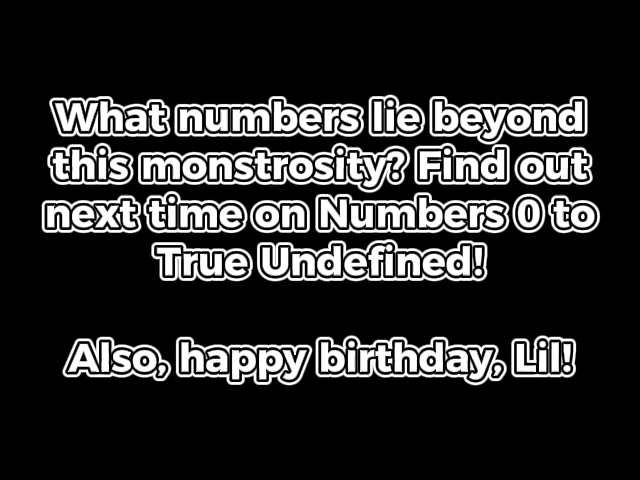 What numbers lie beyond
this monstrosity? Find out
next time on Numbers 0 to
True Undefined!
Also, happy birthday, Lil!